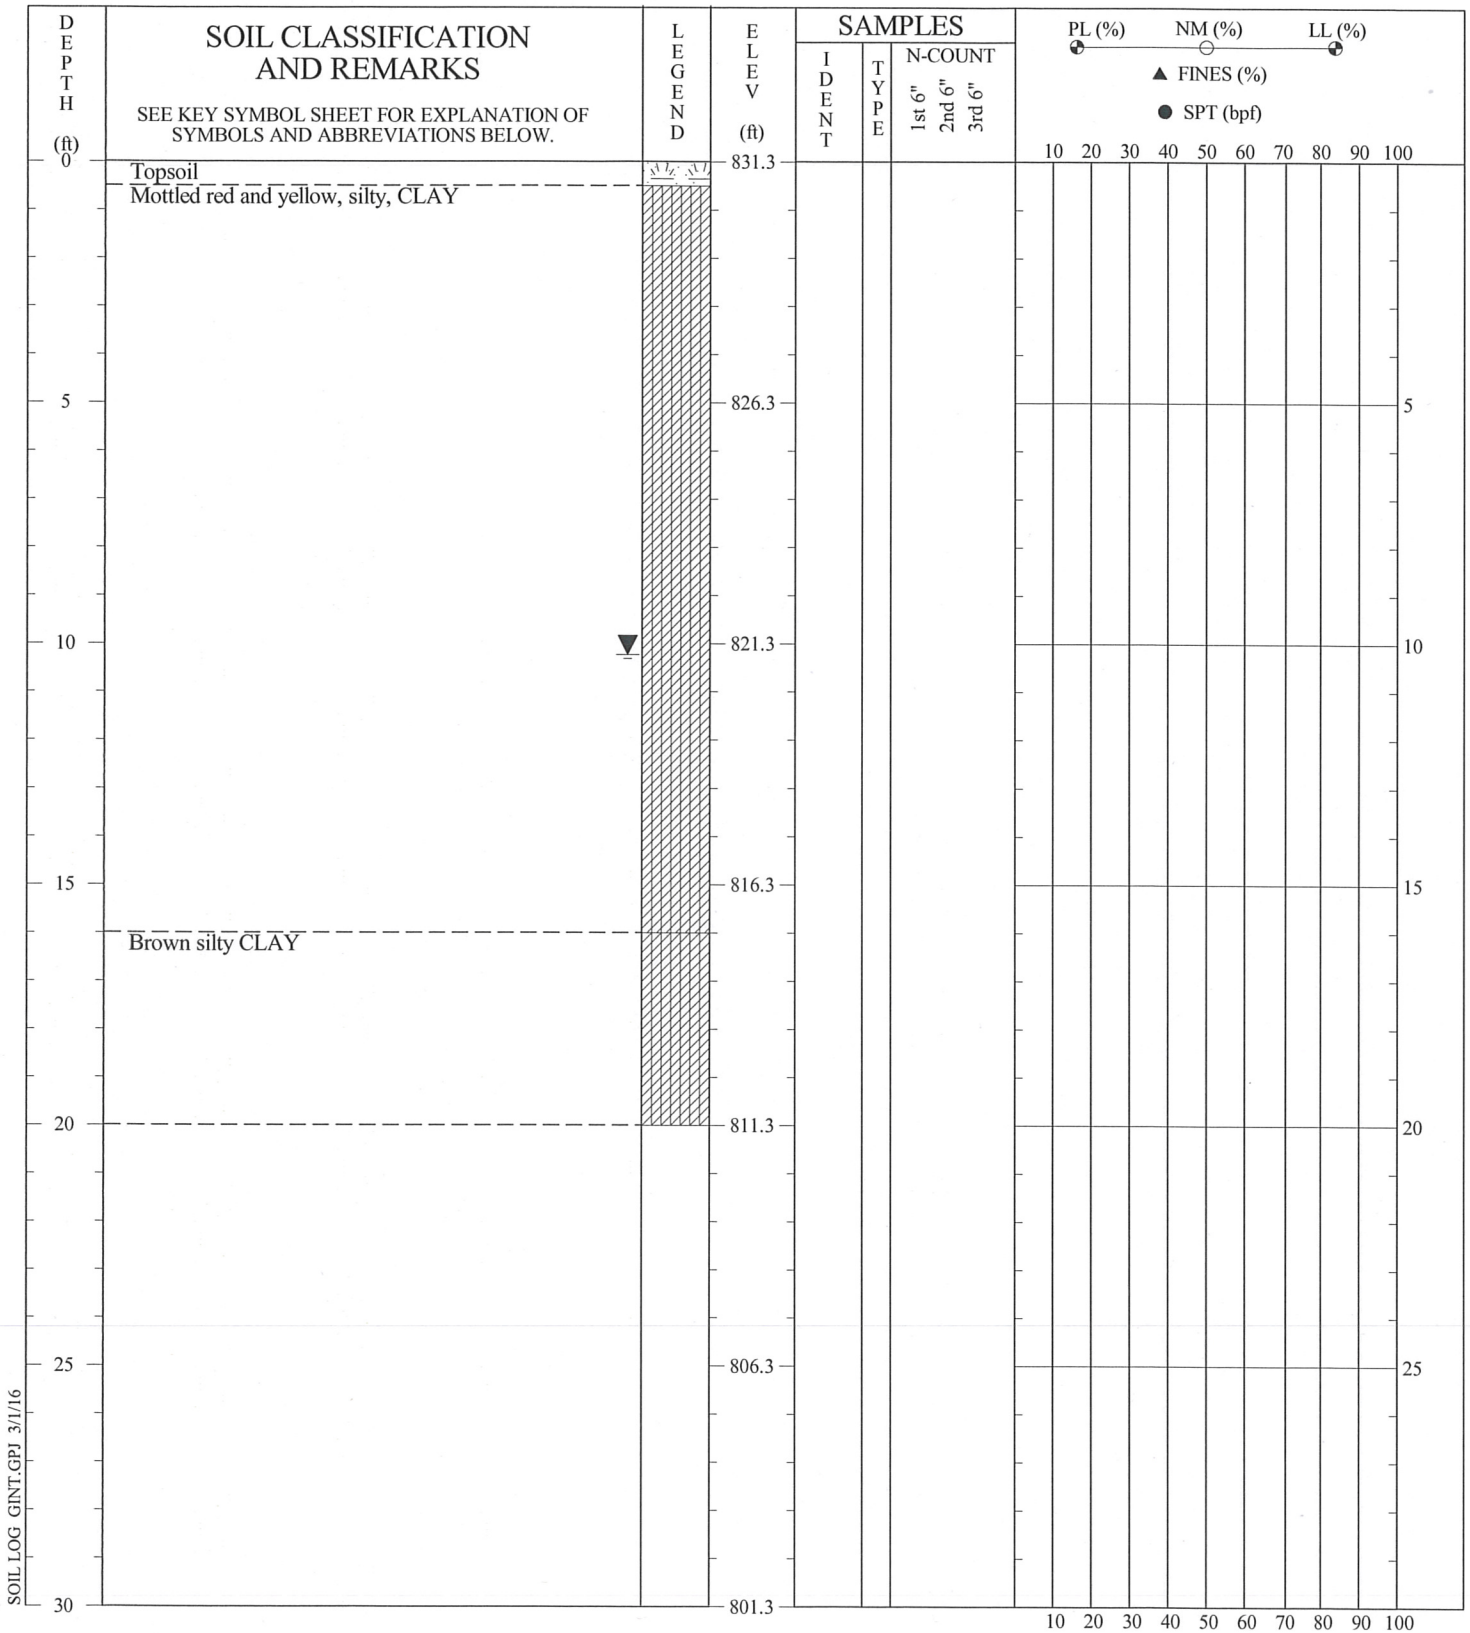 DEPTH
(ft)
SOIL CLASSIFICATION
AND REMARKS
SEE KEY SYMBOL SHEET FOR EXPLANATION OF
SYMBOLS AND ABBREVIATIONS BELOW.
LEGEND
ELEV
(ft)
SAMPLES
IDENT
TYPE
N-COUNT
1st 6"
2nd 6"
3rd 6"
PL (%) NM (%) LL (%)
▲ FINES (%)
● SPT (bpf)
10 20 30 40 50 60 70 80 90 100
0 831.3
Topsoil
Mottled red and yellow, silty, CLAY
5 826.3 5
10 821.3 10
15 816.3 15
Brown silty CLAY
20 811.3 20
25 806.3 25
30 801.3
10 20 30 40 50 60 70 80 90 100
SOIL LOG GINT.GPJ 3/1/16